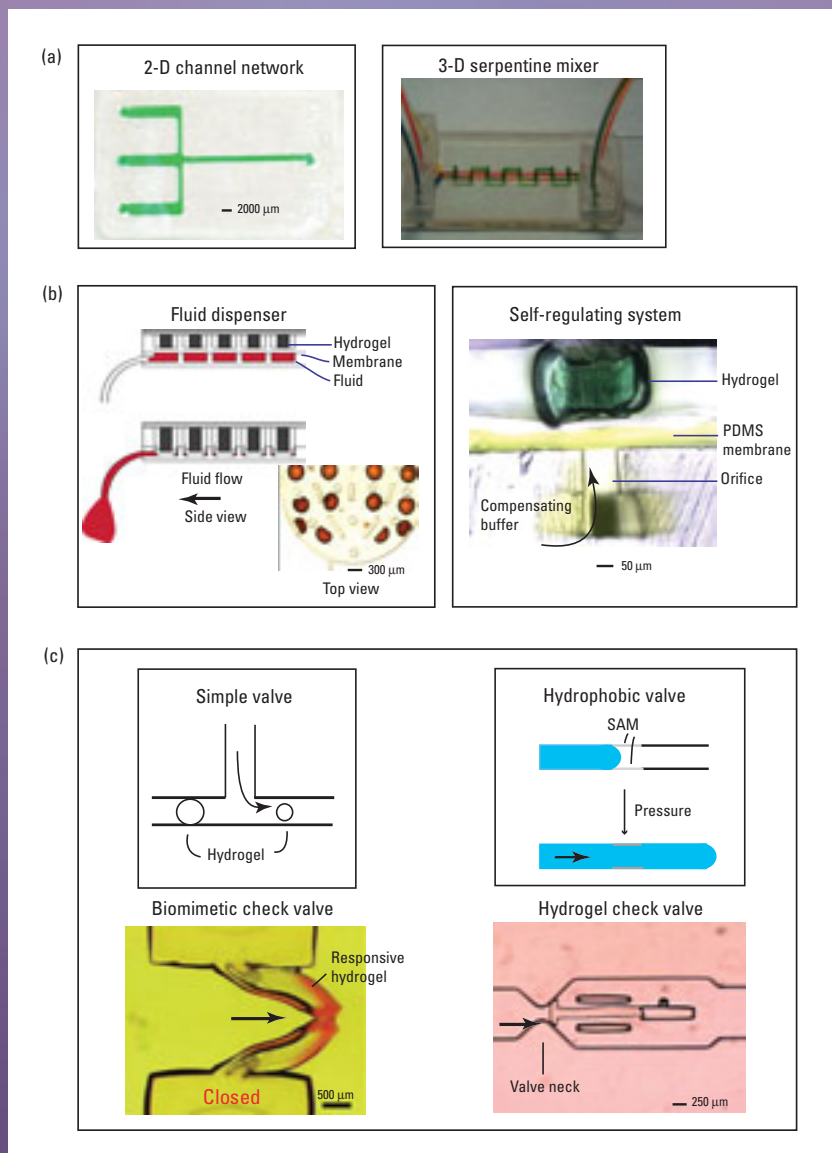 (a)
2-D channel network
2000 μm
3-D serpentine mixer
(b)
Fluid dispenser
Hydrogel
Membrane
Fluid
Fluid flow
Side view
300 μm
Top view
Self-regulating system
Hydrogel
PDMS
membrane
Orifice
Compensating
buffer
50 μm
(c)
Simple valve
Hydrogel
Hydrophobic valve
SAM
Pressure
Biomimetic check valve
Responsive
hydrogel
Closed
500 μm
Hydrogel check valve
Valve neck
250 μm